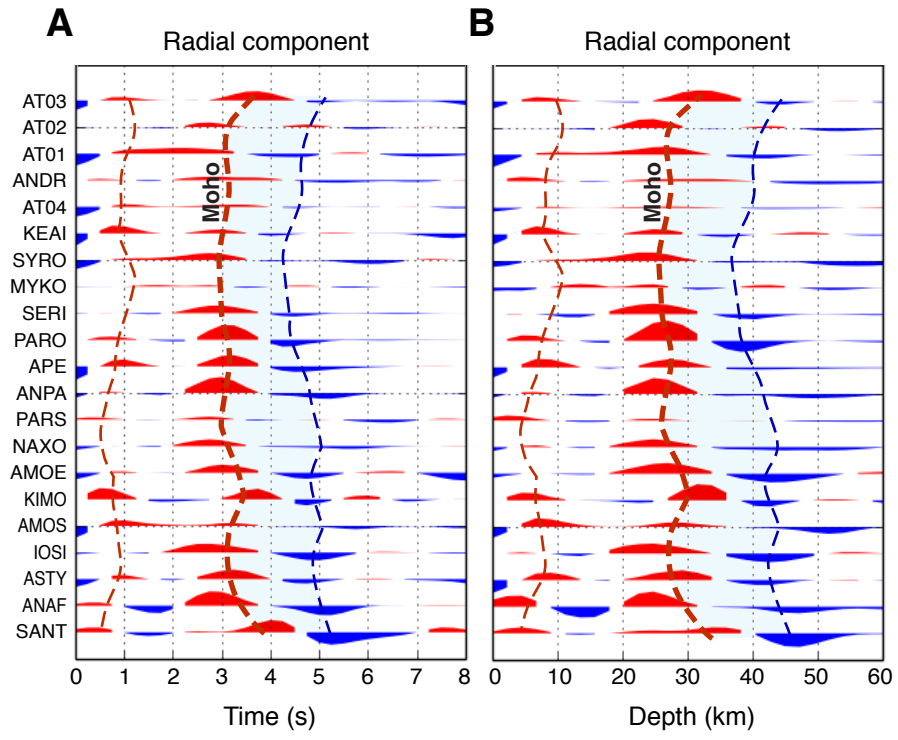 A
B
Radial component
Radial component
AT03
AT02
AT01
ANDR
AT04
KEAI
SYRO
MYKO
SERI
PARO
APE
ANPA
PARS
NAXO
AMOE
KIMO
AMOS
IOSI
ASTY
ANAF
SANT
Moho
Moho
0 1 2 3 4 5 6 7 8
0 10 20 30 40 50 60
Time (s)
Depth (km)